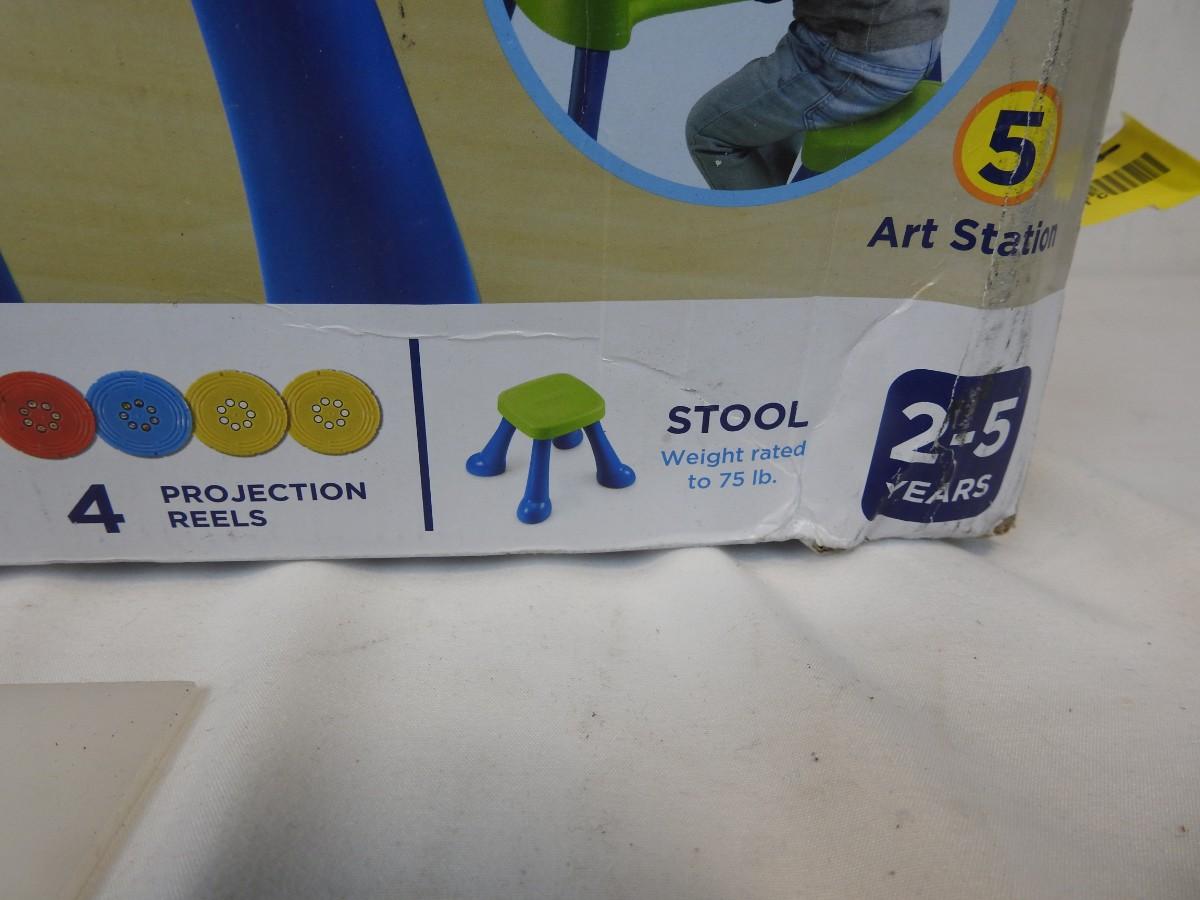 5
Art Station
4
PROJECTION
REELS
STOOL
Weight rated
to 75 lb.
2-5
YEARS